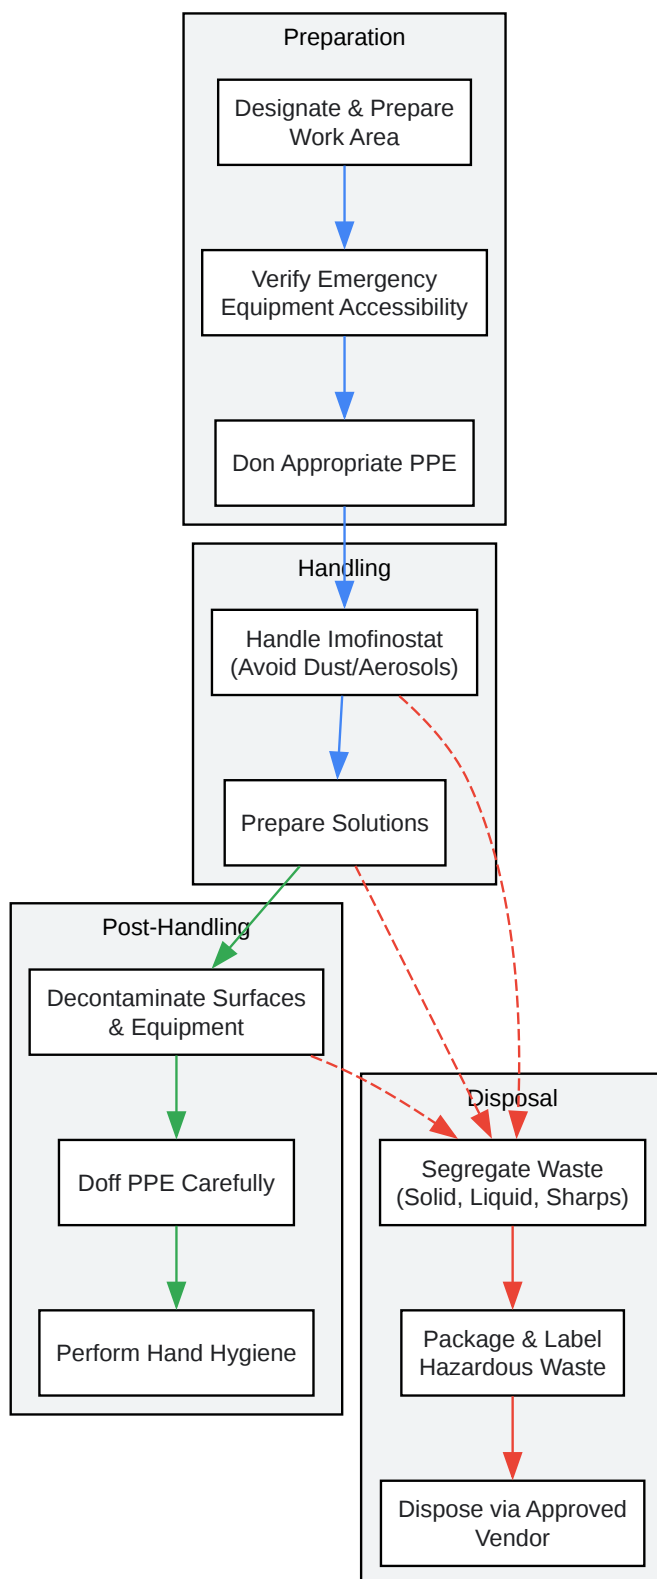 Preparation
Designate & Prepare
Work Area
Verify Emergency
Equipment Accessibility
Don Appropriate PPE
Handling
Handle Imofinostat
(Avoid Dust/Aerosols)
Prepare Solutions
Post-Handling
Decontaminate Surfaces
& Equipment
Doff PPE Carefully
Perform Hand Hygiene
Disposal
Segregate Waste
(Solid, Liquid, Sharps)
Package & Label
Hazardous Waste
Dispose via Approved
Vendor